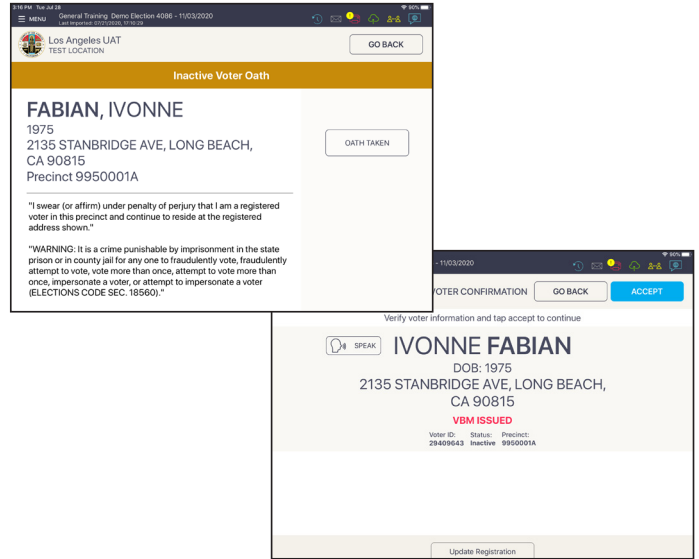 3:16 PM Tue Jul 28
90%
MENU
General Training Demo Election 4086 - 11/03/2020
Last Imported: 07/21/2020, 17:16:29
Los Angeles UAT
TEST LOCATION
GO BACK
Inactive Voter Oath
FABIAN, IVONNE
1975
2135 STANBRIDGE AVE, LONG BEACH,
CA 90815
Precinct 9950001A
OATH TAKEN
"I swear (or affirm) under penalty of perjury that I am a registered
voter in this precinct and continue to reside at the registered
address shown."
"WARNING: It is a crime punishable by imprisonment in the state
prison or in county jail for any one to fraudulently vote, fraudulently
attempt to vote, vote more than once, attempt to vote more than
once, impersonate a voter, or attempt to impersonate a voter
(ELECTIONS CODE SEC. 18560)."
90%
- 11/03/2020
VOTER CONFIRMATION
GO BACK
ACCEPT
Verify voter information and tap accept to continue
SPEAK
IVONNE FABIAN
DOB: 1975
2135 STANBRIDGE AVE, LONG BEACH,
CA 90815
VBM ISSUED
Voter ID: Status: Precinct:
29409643 Inactive 9950001A
Update Registration